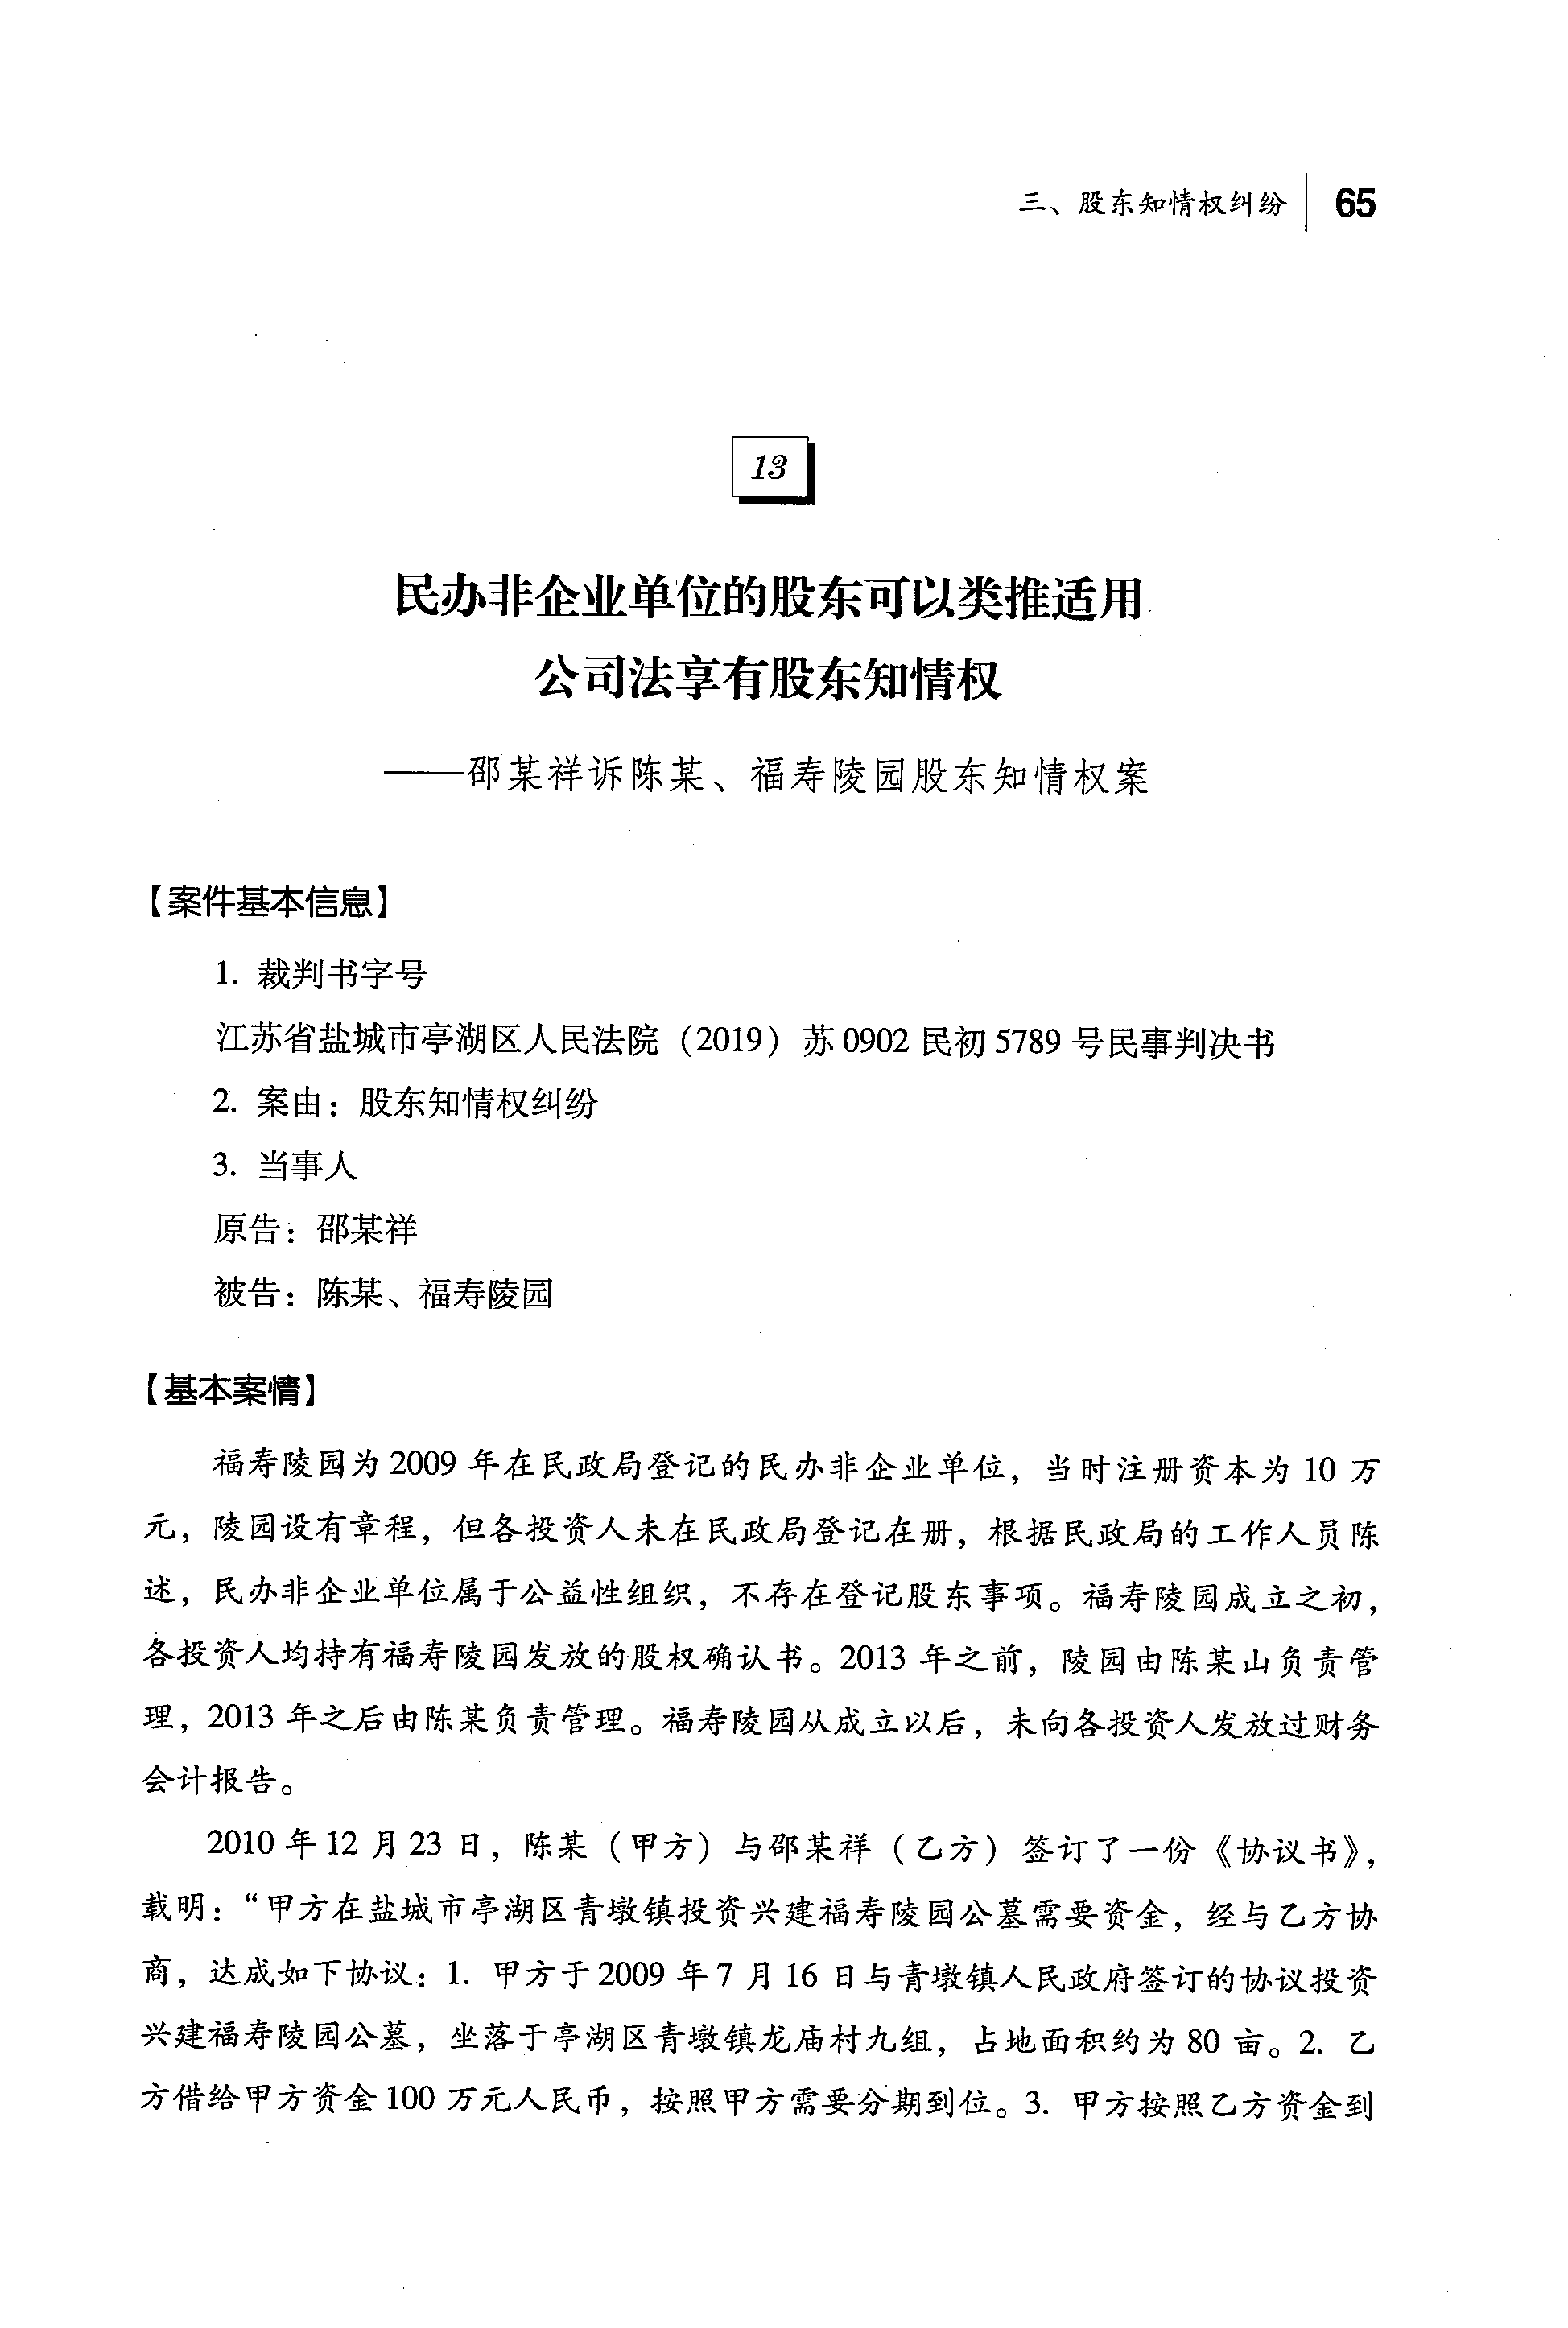 三、股东知情权纠纷 65
13
民办非企业单位的股东可以类推适用
公司法享有股东知情权
——邵某祥诉陈某、福寿陵园股东知情权案
【案件基本信息】
1. 裁判书字号
江苏省盐城市亭湖区人民法院（2019）苏0902民初5789号民事判决书
2. 案由：股东知情权纠纷
3. 当事人
原告：邵某祥
被告：陈某、福寿陵园
【基本案情】
福寿陵园为2009年在民政局登记的民办非企业单位，当时注册资本为10万
元，陵园设有章程，但各投资人未在民政局登记在册，根据民政局的工作人员陈
述，民办非企业单位属于公益性组织，不存在登记股东事项。福寿陵园成立之初，
各投资人均持有福寿陵园发放的股权确认书。2013年之前，陵园由陈某山负责管
理，2013年之后由陈某负责管理。福寿陵园从成立以后，未向各投资人发放过财务
会计报告。
2010年12月23日，陈某（甲方）与邵某祥（乙方）签订了一份《协议书》，
载明：“甲方在盐城市亭湖区青墩镇投资兴建福寿陵园公墓需要资金，经与乙方协
商，达成如下协议：1. 甲方于2009年7月16日与青墩镇人民政府签订的协议投资
兴建福寿陵园公墓，坐落于亭湖区青墩镇龙庙村九组，占地面积约为80亩。2. 乙
方借给甲方资金100万元人民币，按照甲方需要分期到位。3. 甲方按照乙方资金到